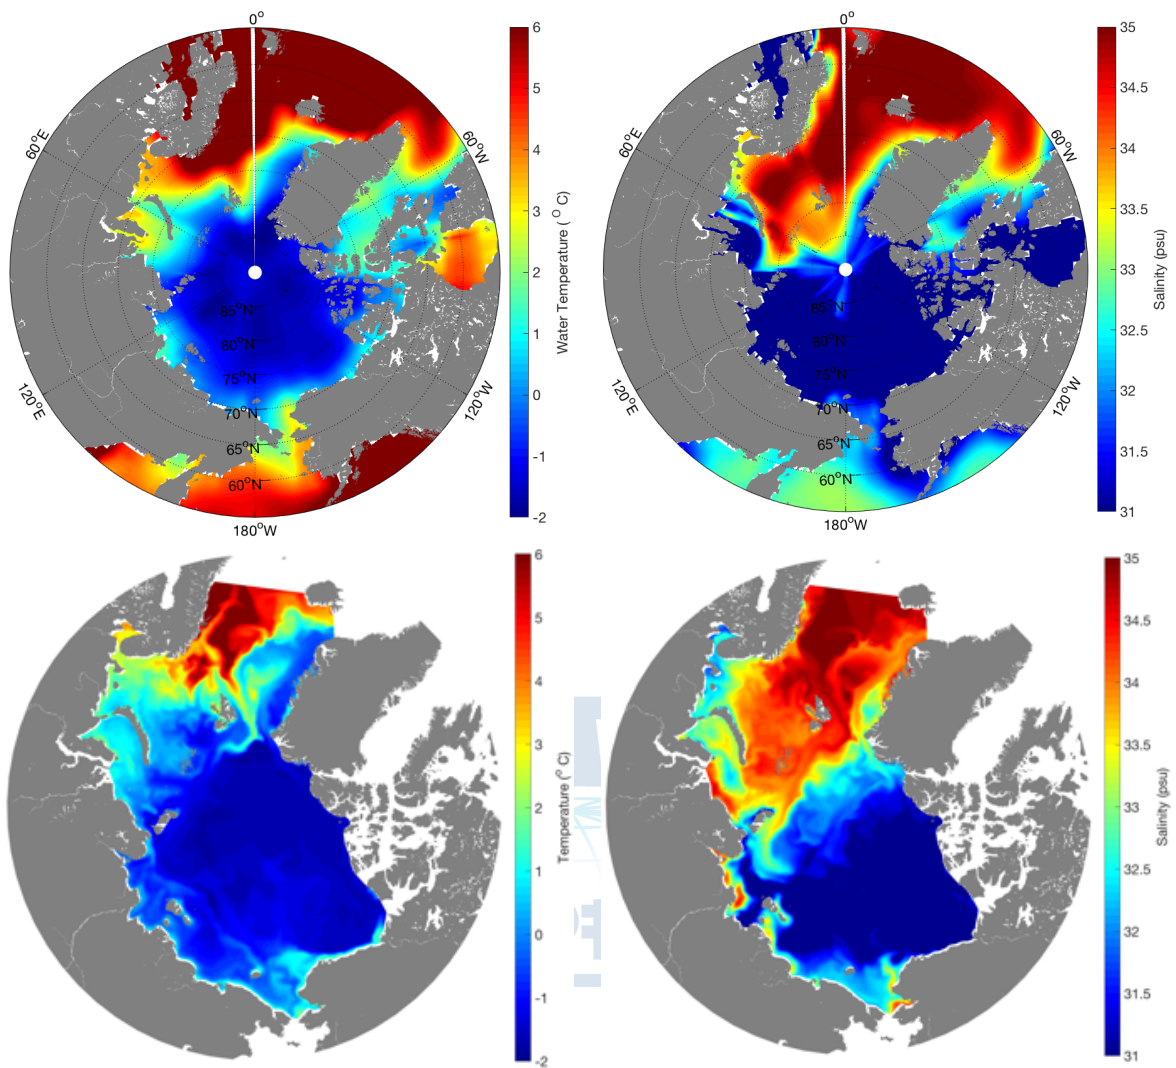 0°
60°E
60°W
85°N
80°N
75°N
70°N
65°N
60°N
120°E
120°W
180°W
6
5
4
3
2
1
0
-1
-2
Water Temperature ( °C)
0°
60°E
60°W
85°N
80°N
75°N
70°N
65°N
60°N
120°E
120°W
180°W
35
34.5
34
33.5
33
32.5
32
31.5
31
Salinity (psu)
6
5
4
3
2
1
0
-1
-2
Temperature (°C)
35
34.5
34
33.5
33
32.5
32
31.5
31
Salinity (psu)